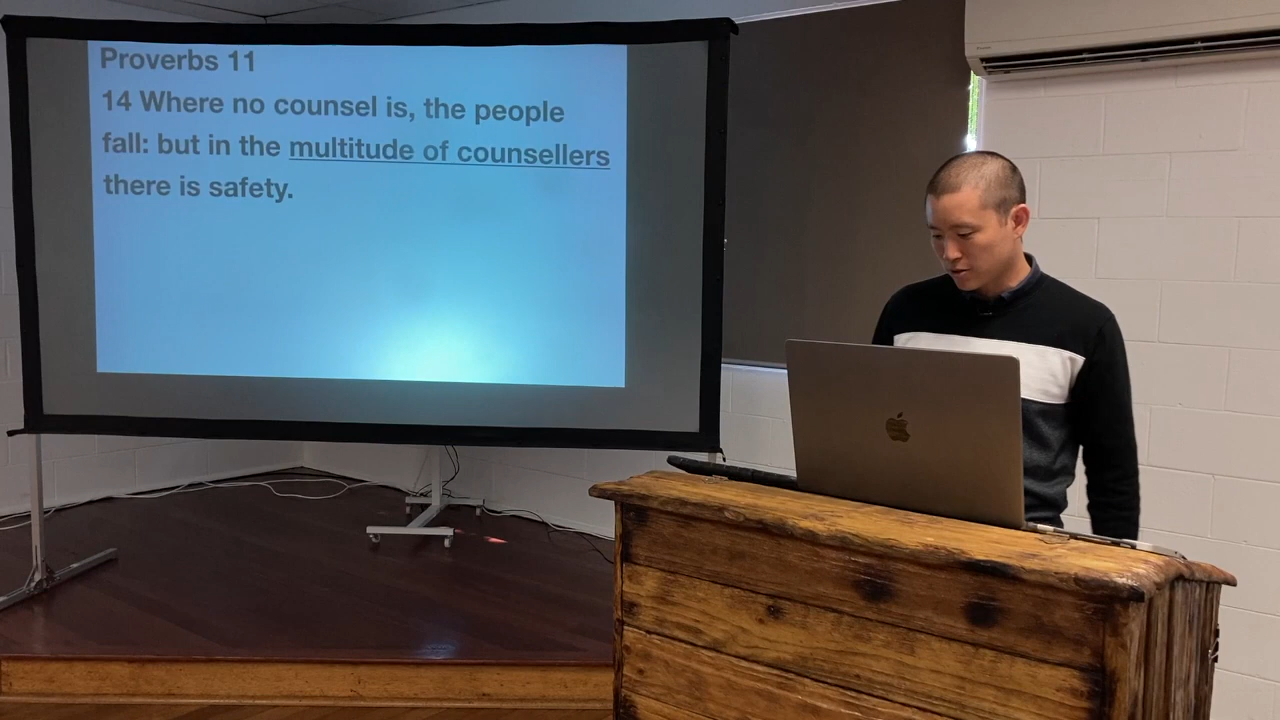 Proverbs 11
14 Where no counsel is, the people
fall: but in the multitude of counsellers
there is safety.